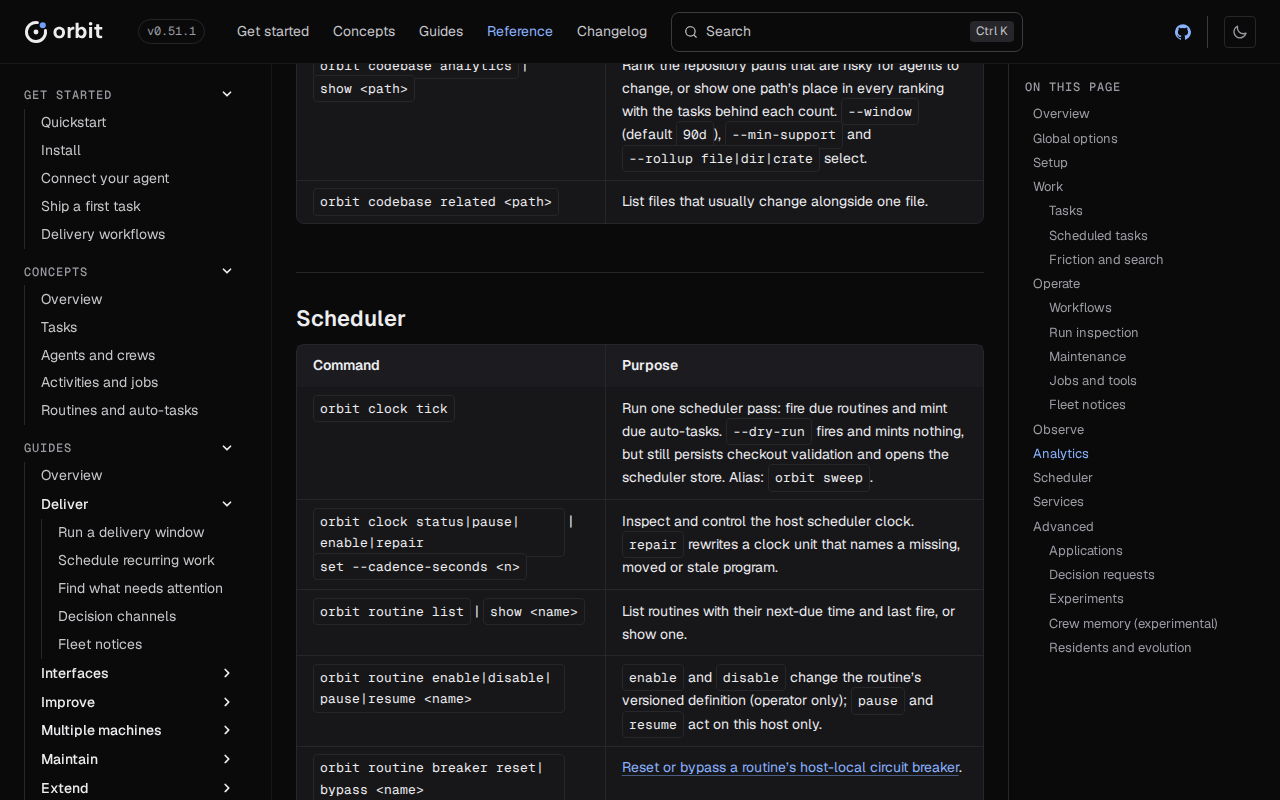 orbit
v0.51.1
Get started
Concepts
Guides
Reference
Changelog
Search
Ctrl K
GET STARTED
Quickstart
Install
Connect your agent
Ship a first task
Delivery workflows
CONCEPTS
Overview
Tasks
Agents and crews
Activities and jobs
Routines and auto-tasks
GUIDES
Overview
Deliver
Run a delivery window
Schedule recurring work
Find what needs attention
Decision channels
Fleet notices
Interfaces
Improve
Multiple machines
Maintain
Extend
orbit codebase analytics |
show <path>
Rank the repository paths that are risky for agents to
change, or show one path's place in every ranking
with the tasks behind each count. --window
(default 90d ), --min-support and
--rollup file|dir|crate select.
orbit codebase related <path>
List files that usually change alongside one file.
Scheduler
Command
Purpose
orbit clock tick
Run one scheduler pass: fire due routines and mint
due auto-tasks. --dry-run fires and mints nothing,
but still persists checkout validation and opens the
scheduler store. Alias: orbit sweep.
orbit clock status|pause| |
enable|repair
set --cadence-seconds <n>
Inspect and control the host scheduler clock.
repair rewrites a clock unit that names a missing,
moved or stale program.
orbit routine list | show <name>
List routines with their next-due time and last fire, or
show one.
orbit routine enable|disable|
pause|resume <name>
enable and disable change the routine's
versioned definition (operator only); pause and
resume act on this host only.
orbit routine breaker reset|
bypass <name>
Reset or bypass a routine's host-local circuit breaker.
ON THIS PAGE
Overview
Global options
Setup
Work
Tasks
Scheduled tasks
Friction and search
Operate
Workflows
Run inspection
Maintenance
Jobs and tools
Fleet notices
Observe
Analytics
Scheduler
Services
Advanced
Applications
Decision requests
Experiments
Crew memory (experimental)
Residents and evolution